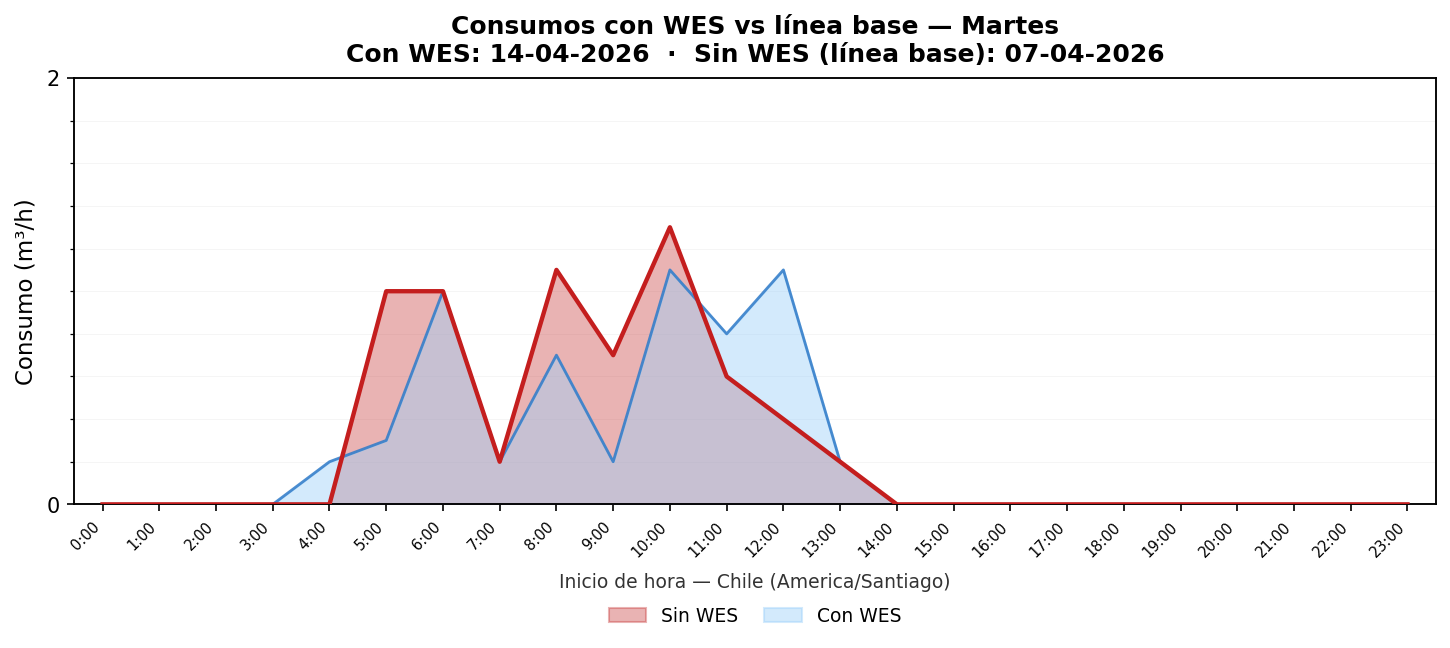 Consumos con WES vs línea base — Martes
Con WES: 14-04-2026  ·  Sin WES (línea base): 07-04-2026
2
Consumo (m³/h)
0
0:00 1:00 2:00 3:00 4:00 5:00 6:00 7:00 8:00 9:00 10:00 11:00 12:00 13:00 14:00 15:00 16:00 17:00 18:00 19:00 20:00 21:00 22:00 23:00
Inicio de hora — Chile (America/Santiago)
Sin WES Con WES